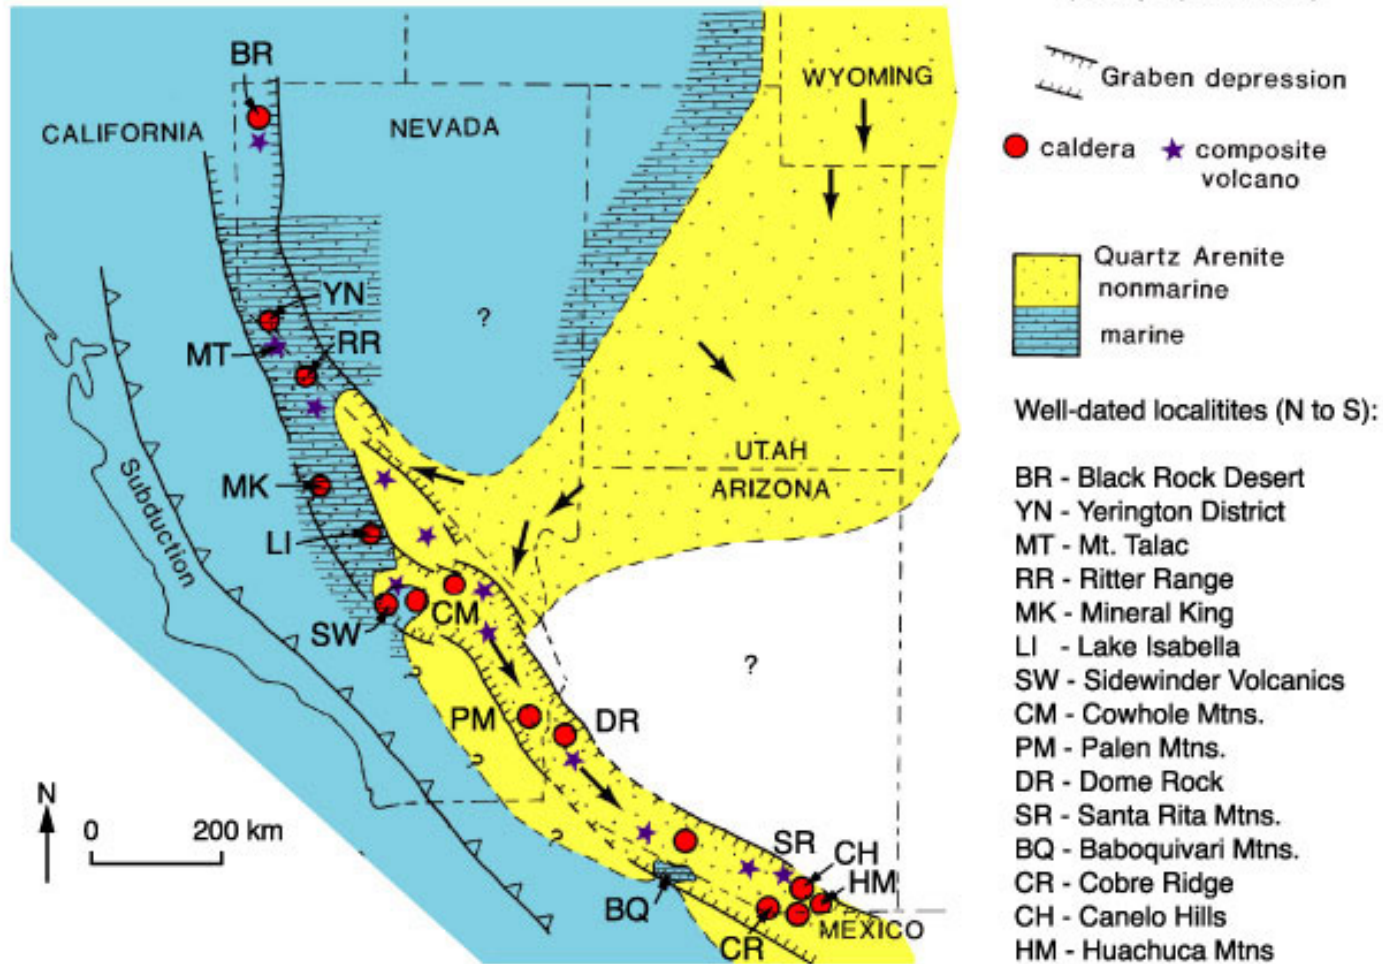 BR
WYOMING
CALIFORNIA
NEVADA
YN
?
MT
RR
UTAH
ARIZONA
MK
Subduction
LI
CM
SW
?
?
PM
DR
?
N
0 200 km
?
SR
CH
HM
BQ
CR
MEXICO
Graben depression
caldera
composite
volcano
Quartz Arenite
nonmarine
marine
Well-dated localitites (N to S):
BR - Black Rock Desert
YN - Yerington District
MT - Mt. Talac
RR - Ritter Range
MK - Mineral King
LI - Lake Isabella
SW - Sidewinder Volcanics
CM - Cowhole Mtns.
PM - Palen Mtns.
DR - Dome Rock
SR - Santa Rita Mtns.
BQ - Baboquivari Mtns.
CR - Cobre Ridge
CH - Canelo Hills
HM - Huachuca Mtns